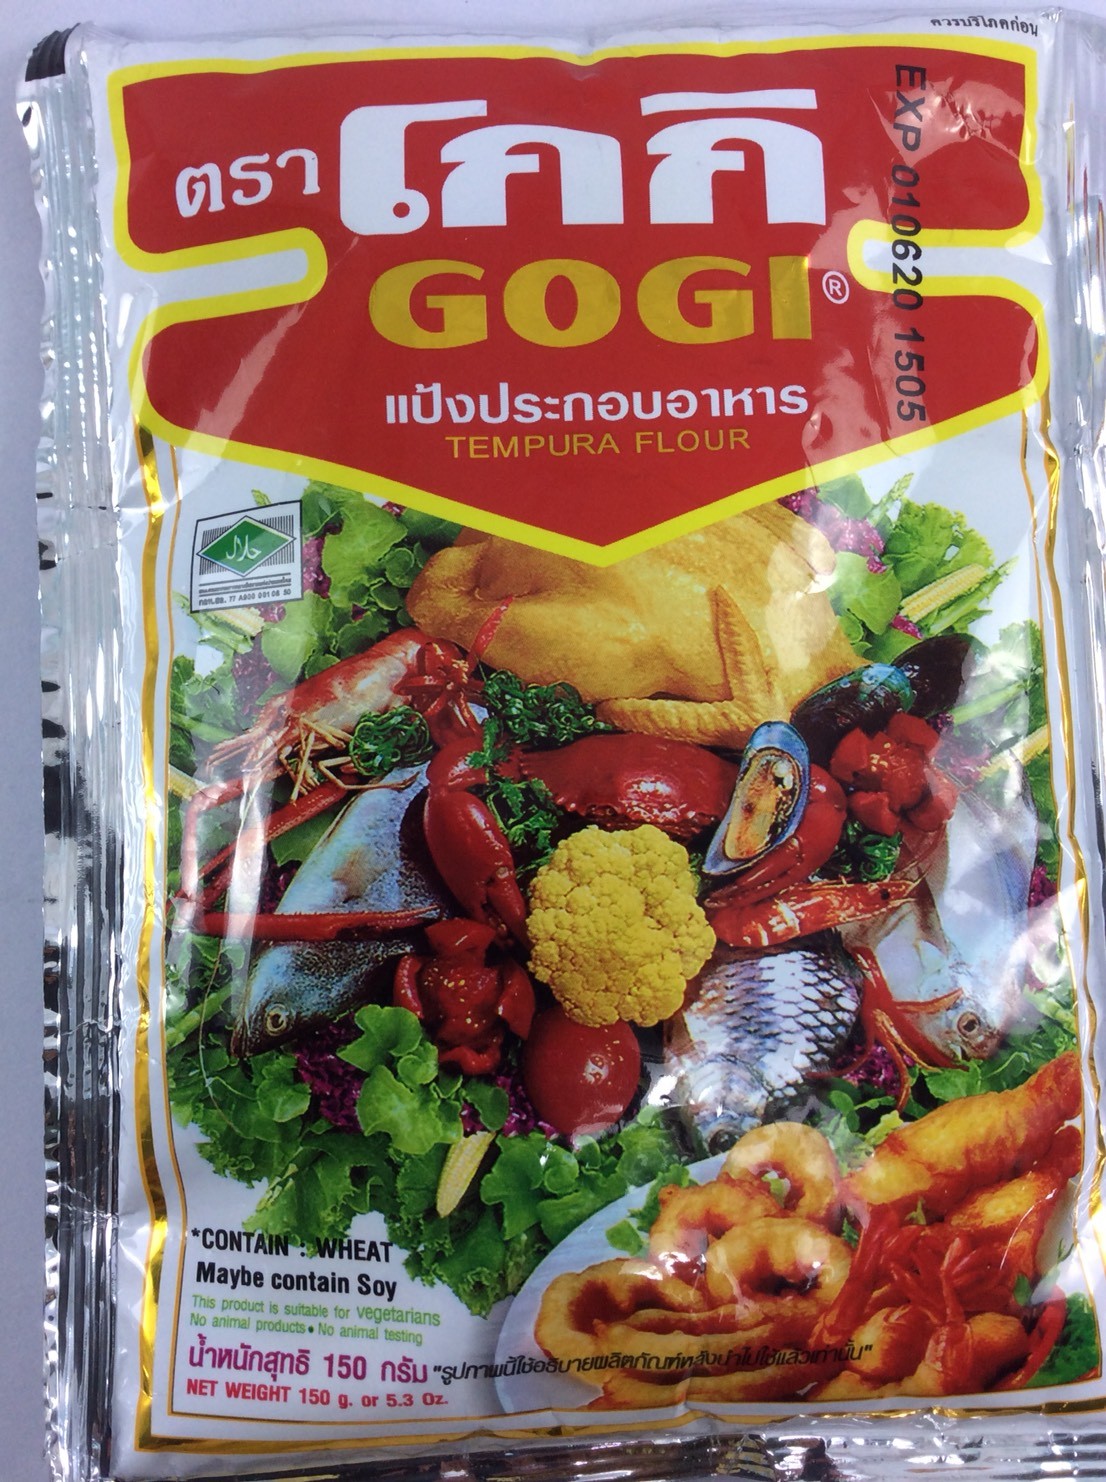 ควรบริโภคก่อน
EXP 010620 1505
ตรา โกกิ
GOGI®
แป้งประกอบอาหาร
TEMPURA FLOUR
حلال
*CONTAIN : WHEAT
Maybe contain Soy
This product is suitable for vegetarians
No animal products • No animal testing
น้ำหนักสุทธิ 150 กรัม "รูปภาพนี้ใช้อธิบายผลิตภัณฑ์หลังนำไปใช้แล้วเท่านั้น"
NET WEIGHT 150 g. or 5.3 Oz.